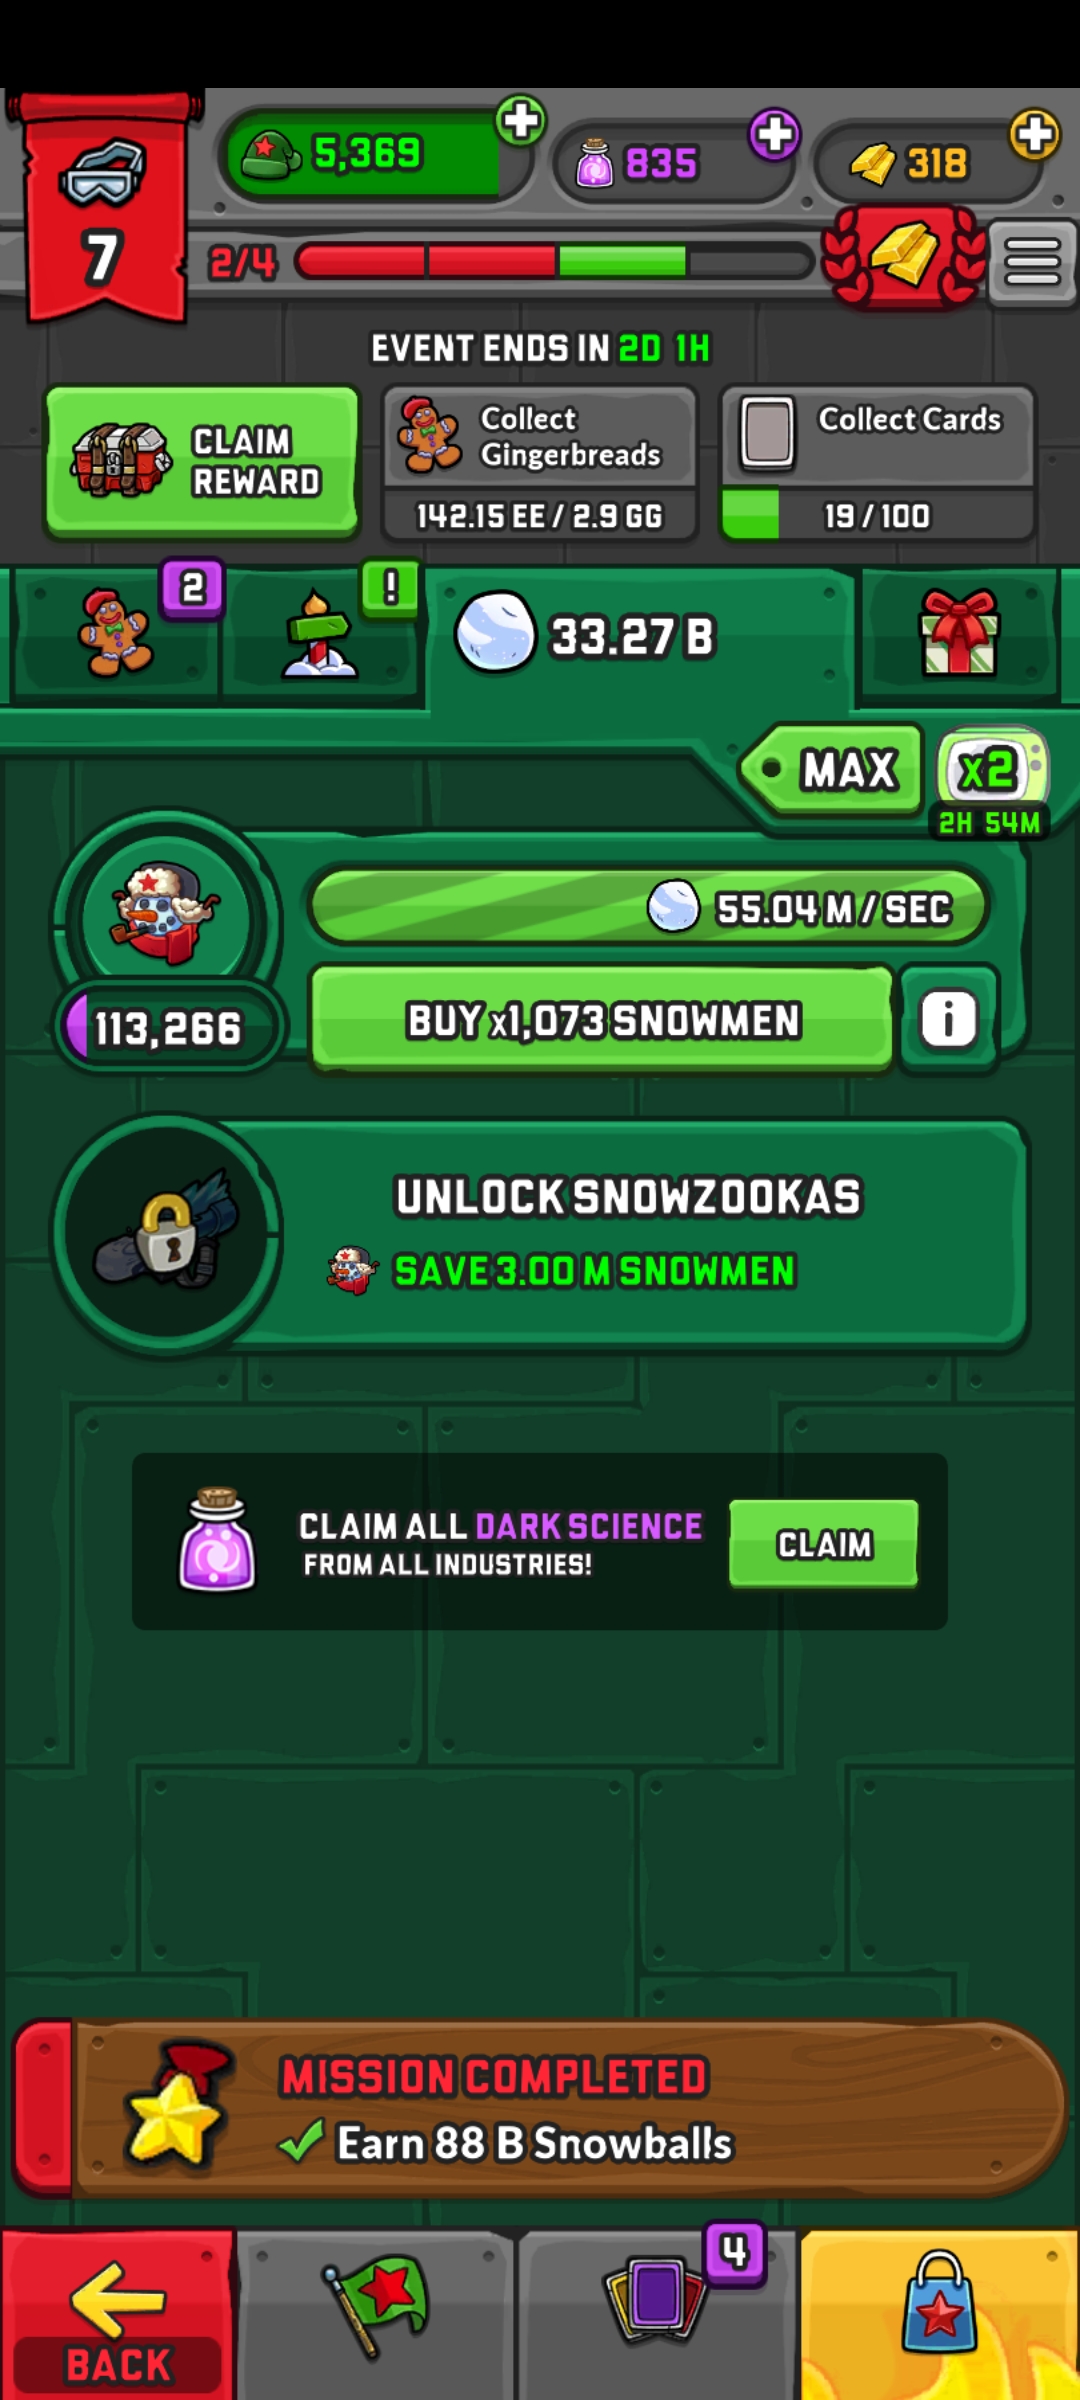 5,369
835
318
7
2/4
EVENT ENDS IN 2D 1H
CLAIM
REWARD
Collect
Gingerbreads
142.15 EE / 2.9 GG
Collect Cards
19 / 100
2
!
33.27 B
MAX
x2
2H 54M
55.04 M / SEC
113,266
BUY x1,073 SNOWMEN
i
UNLOCK SNOWZOOKAS
SAVE 3.00 M SNOWMEN
CLAIM ALL DARK SCIENCE
FROM ALL INDUSTRIES!
CLAIM
MISSION COMPLETED
Earn 88 B Snowballs
4
BACK